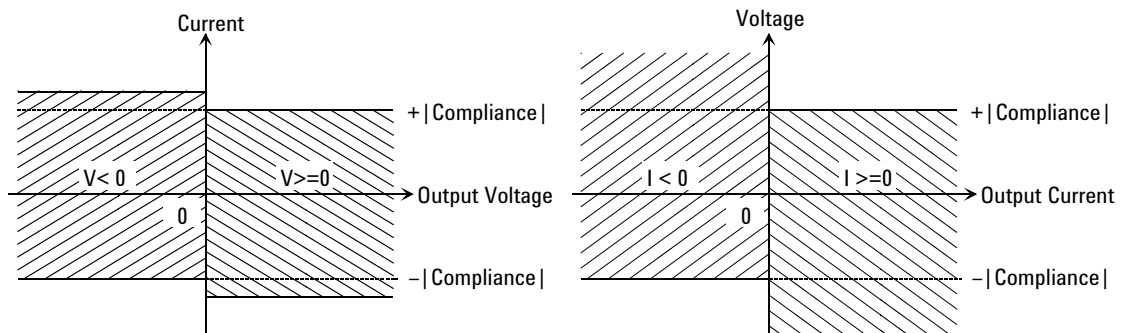 Current
+|Compliance|
V< 0
V>=0
Output Voltage
0
–|Compliance|
Voltage
+|Compliance|
I < 0
I >=0
Output Current
0
–|Compliance|